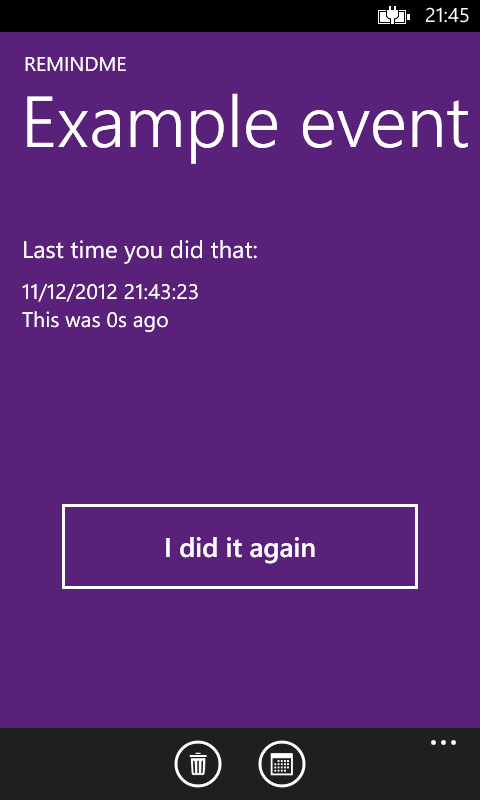 21:45
REMINDME
Example event
Last time you did that:
11/12/2012 21:43:23
This was 0s ago
I did it again